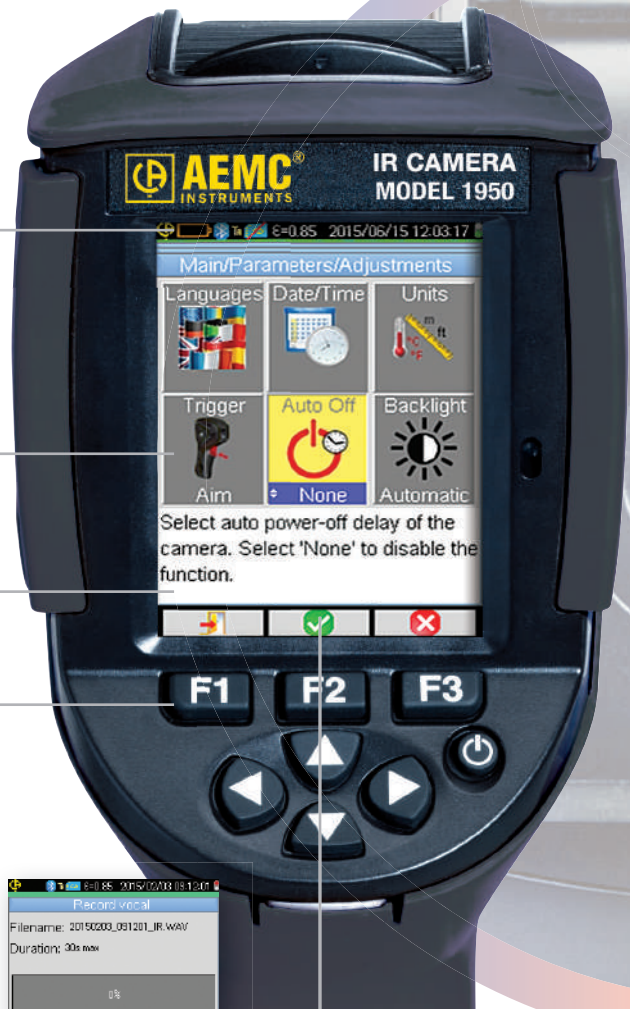 AEMC®
INSTRUMENTS
IR CAMERA
MODEL 1950
ε=0.85 2015/06/15 12:03:17
Main/Parameters/Adjustments
Languages Date/Time Units
m
ft
°C
°F
Trigger Auto Off Backlight
Aim None Automatic
Select auto power-off delay of the
camera. Select 'None' to disable the
function.
F1 F2 F3
ε=0.85 2015/02/03 09:12:01
Record vocal
Filename: 20150203_091201_IR.WAV
Duration: 30s max
0%